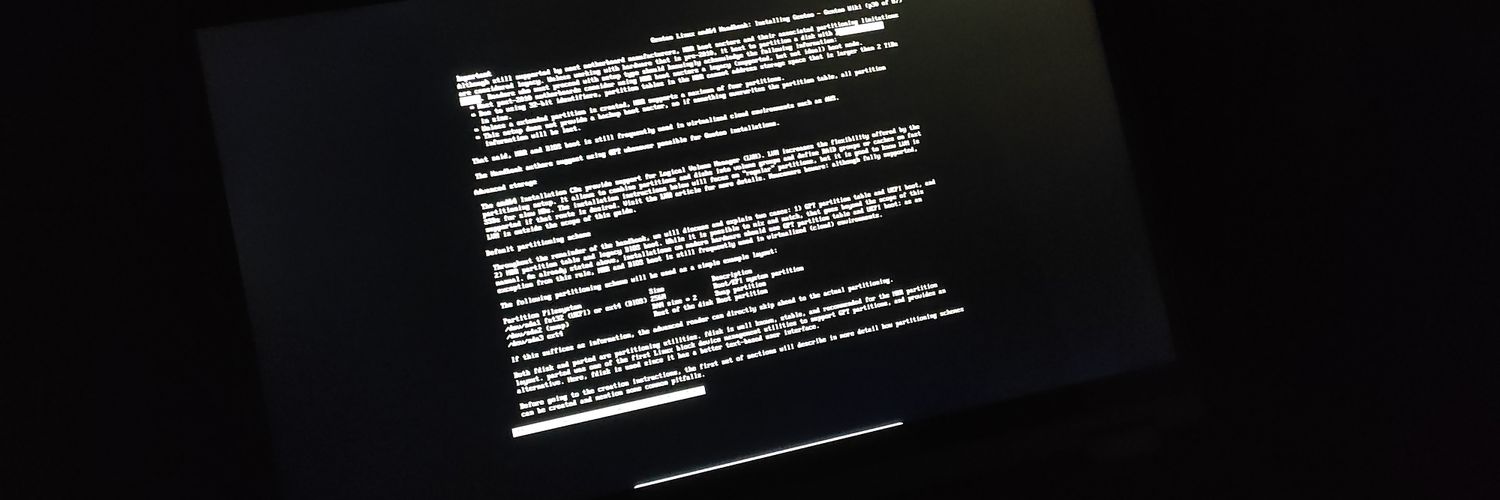 Gentoo Linux amd64 Handbook: Installing Gentoo - Gentoo Wiki (p30 of
Important
Although still supported by most motherboard manufacturers, MBR boot sectors and their associated partitioning limitations
are considered legacy. Unless working with hardware that is pre-2010, it best to partition a disk with
Readers who must proceed with setup type should knowingly acknowledge the following information:
Most post-2010 motherboards consider using MBR boot sectors a legacy (supported, but not ideal) boot mode.
Due to using 32-bit identifiers, partition tables in the MBR cannot address storage space that is larger than 2 TiBs
in size.
Unless a extended partition is created, MBR supports a maximum of four partitions.
This setup does not provide a backup boot sector, so if something overwrites the partition table, all partition
information will be lost.
That said, MBR and BIOS boot is still frequently used in virtualized cloud environments such as AWS.
The Handbook authors suggest using GPT whenever possible for Gentoo installations.
Advanced storage
The amd64 Installation CDs provide support for Logical Volume Manager (LVM). LVM increases the flexibility offered by the
partitioning setup. It allows to combine partitions and disks into volume groups and define RAID groups or caches on fast
SSDs for slow HDs. The installation instructions below will focus on "regular" partitions, but it is good to know LVM is
supported if that route is desired. Visit the LVM article for more details. Newcomers beware: although fully supported,
LVM is outside the scope of this guide.
Default partitioning scheme
Throughout the remainder of the handbook, we will discuss and explain two cases: 1) GPT partition table and UEFI boot, and
2) MBR partition table and legacy BIOS boot. While it is possible to mix and match, that goes beyond the scope of this
manual. As already stated above, installations on modern hardware should use GPT partition table and UEFI boot; as an
exception from this rule, MBR and BIOS boot is still frequently used in virtualized (cloud) environments.
The following partitioning scheme will be used as a simple example layout:
Partition Filesystem Size Description
/dev/sda1 fat32 (UEFI) or ext4 (BIOS) 256M Boot/EFI system partition
/dev/sda2 (swap) RAM size * 2 Swap partition
/dev/sda3 ext4 Rest of the disk Root partition
If this suffices as information, the advanced reader can directly skip ahead to the actual partitioning.
Both fdisk and parted are partitioning utilities. fdisk is well known, stable, and recommended for the MBR partition
layout. parted was one of the first Linux block device management utilities to support GPT partitions, and provides an
alternative. Here, fdisk is used since it has a better text-based user interface.
Before going to the creation instructions, the first set of sections will describe in more detail how partitioning schemes
can be created and mention some common pitfalls.